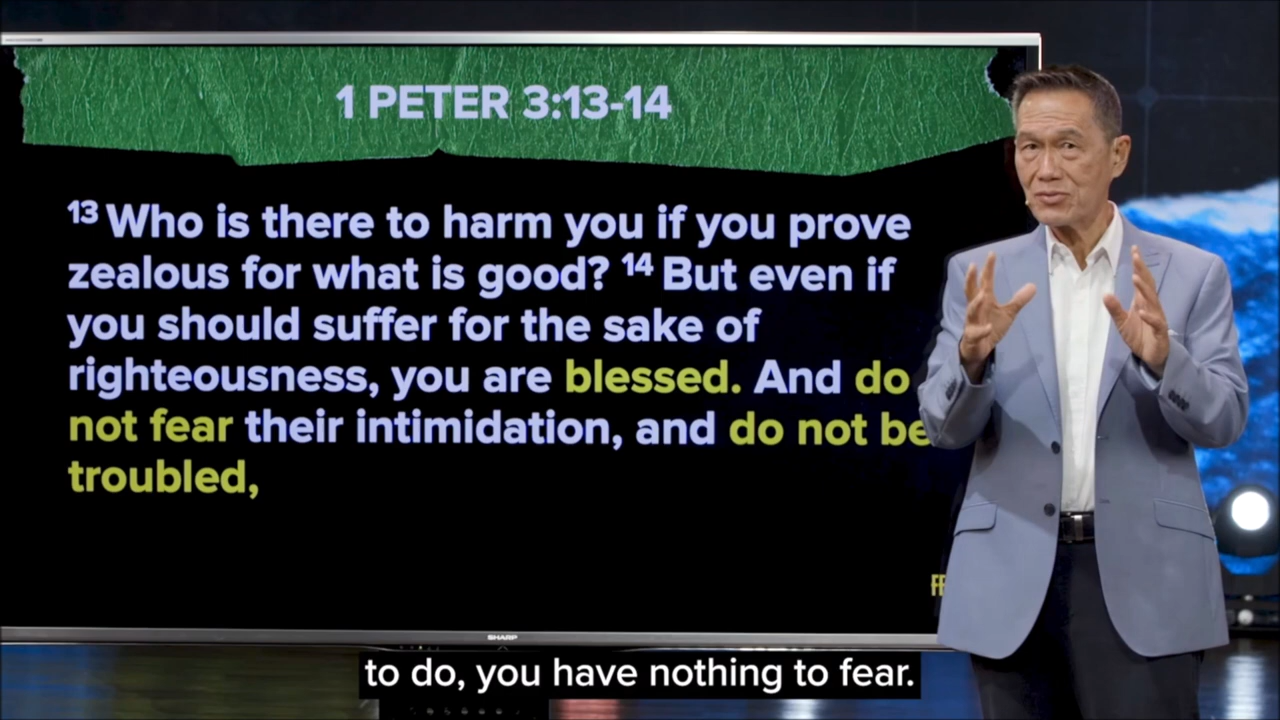 1 PETER 3:13-14
13 Who is there to harm you if you prove
zealous for what is good? 14 But even if
you should suffer for the sake of
righteousness, you are blessed. And do
not fear their intimidation, and do not be
troubled,
SHARP
to do, you have nothing to fear.